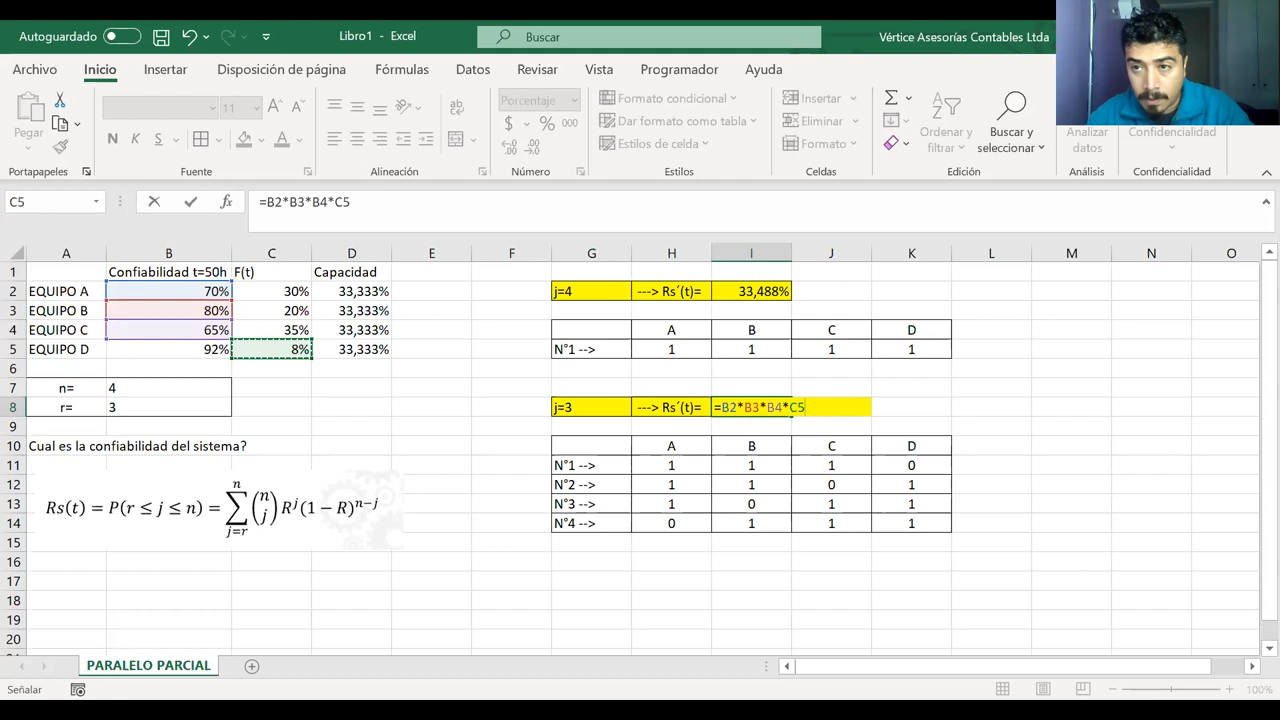 Autoguardado
Libro1 - Excel
Buscar
Vértice Asesorías Contables Ltda
Archivo Inicio Insertar Disposición de página Fórmulas Datos Revisar Vista Programador Ayuda
Pegar
N K S
11
Porcentaje
$ % 000
Formato condicional
Dar formato como tabla
Estilos de celda
Insertar
Eliminar
Formato
Ordenar y filtrar
Buscar y seleccionar
Analizar datos
Confidencialidad
Portapapeles Fuente Alineación Número Estilos Celdas Edición Análisis Confidencialidad
C5 fx =B2*B3*B4*C5
A B C D E F G H I J K L M N O
1 Confiabilidad t=50h F(t) Capacidad
2 EQUIPO A 70% 30% 33,333% j=4 ---> Rs´(t)= 33,488%
3 EQUIPO B 80% 20% 33,333%
4 EQUIPO C 65% 35% 33,333% A B C D
5 EQUIPO D 92% 8% 33,333% N°1 --> 1 1 1 1
6
7 n= 4
8 r= 3 j=3 ---> Rs´(t)= =B2*B3*B4*C5
9
10 Cual es la confiabilidad del sistema? A B C D
11 N°1 --> 1 1 1 0
12 N°2 --> 1 1 0 1
13 N°3 --> 1 0 1 1
14 N°4 --> 0 1 1 1
Rs(t) = P(r ≤ j ≤ n) = ∑_{j=r}^{n} (n j) R^j (1 − R)^{n−j}
15
16
17
18
19
20
PARALELO PARCIAL
Señalar
100%